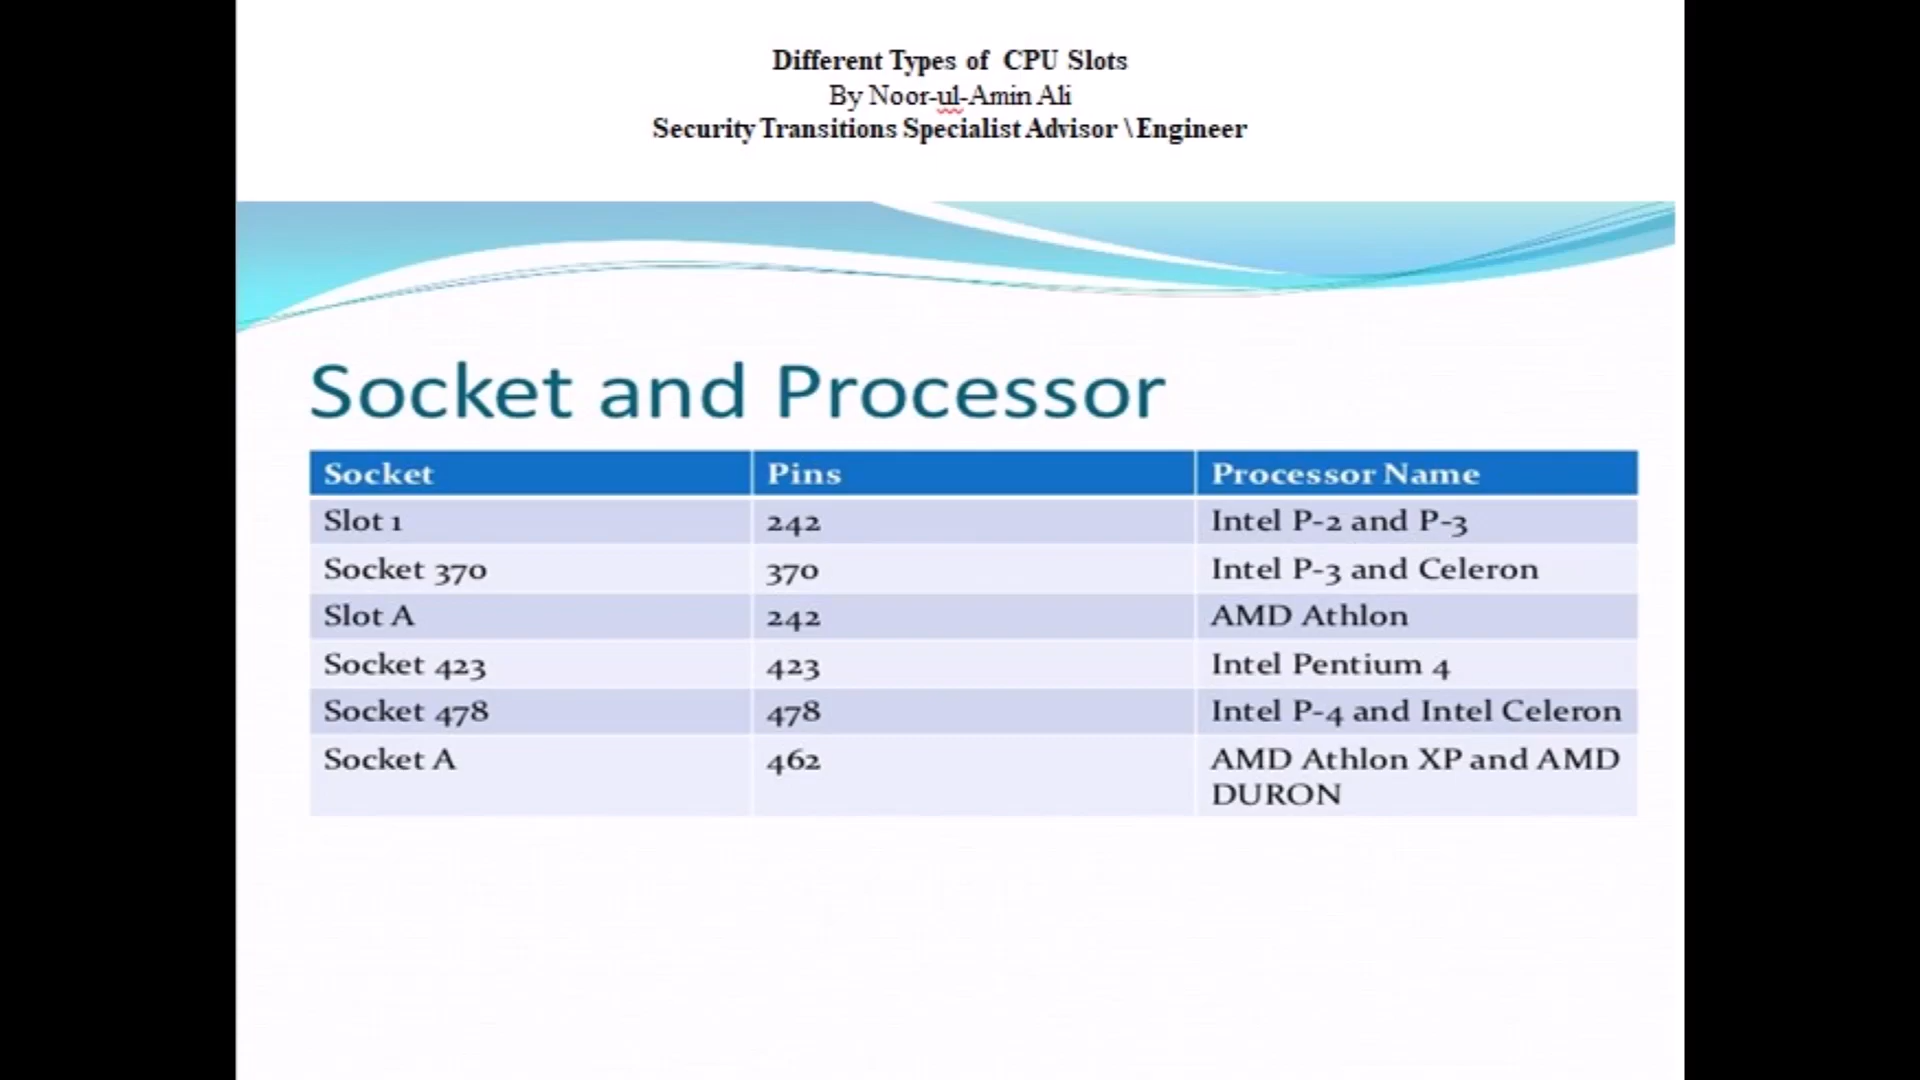 Different Types of CPU Slots
By Noor-ul-Amin Ali
Security Transitions Specialist Advisor \ Engineer
Socket and Processor
Socket Pins Processor Name
Slot 1 242 Intel P-2 and P-3
Socket 370 370 Intel P-3 and Celeron
Slot A 242 AMD Athlon
Socket 423 423 Intel Pentium 4
Socket 478 478 Intel P-4 and Intel Celeron
Socket A 462 AMD Athlon XP and AMD
DURON